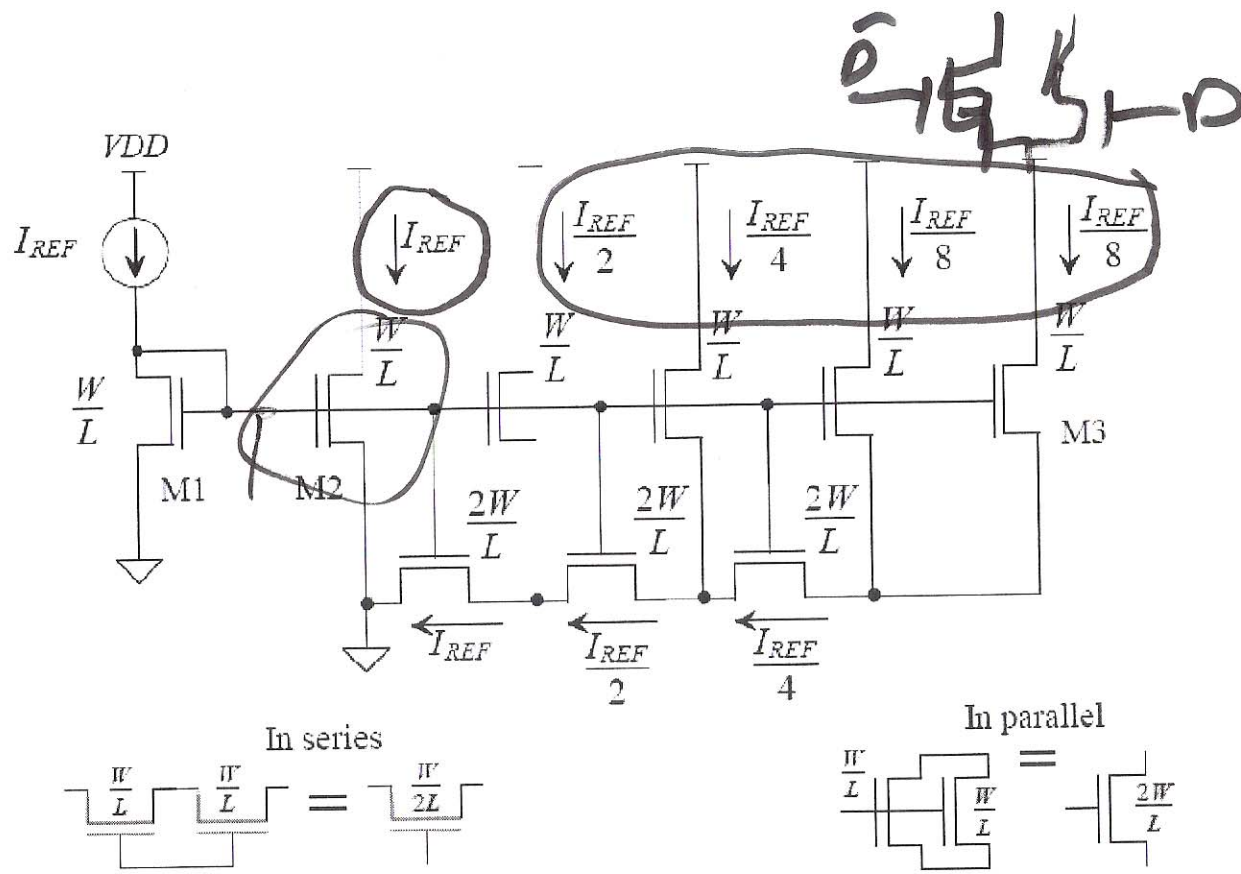 D̄ D
VDD
I_REF
I_REF
I_REF/2
I_REF/4
I_REF/8
I_REF/8
W/L
W/L
W/L
W/L
W/L
W/L
M1
M2
M3
2W/L
2W/L
2W/L
I_REF
I_REF/2
I_REF/4
In series
W/L W/L = W/2L
In parallel
W/L W/L = 2W/L